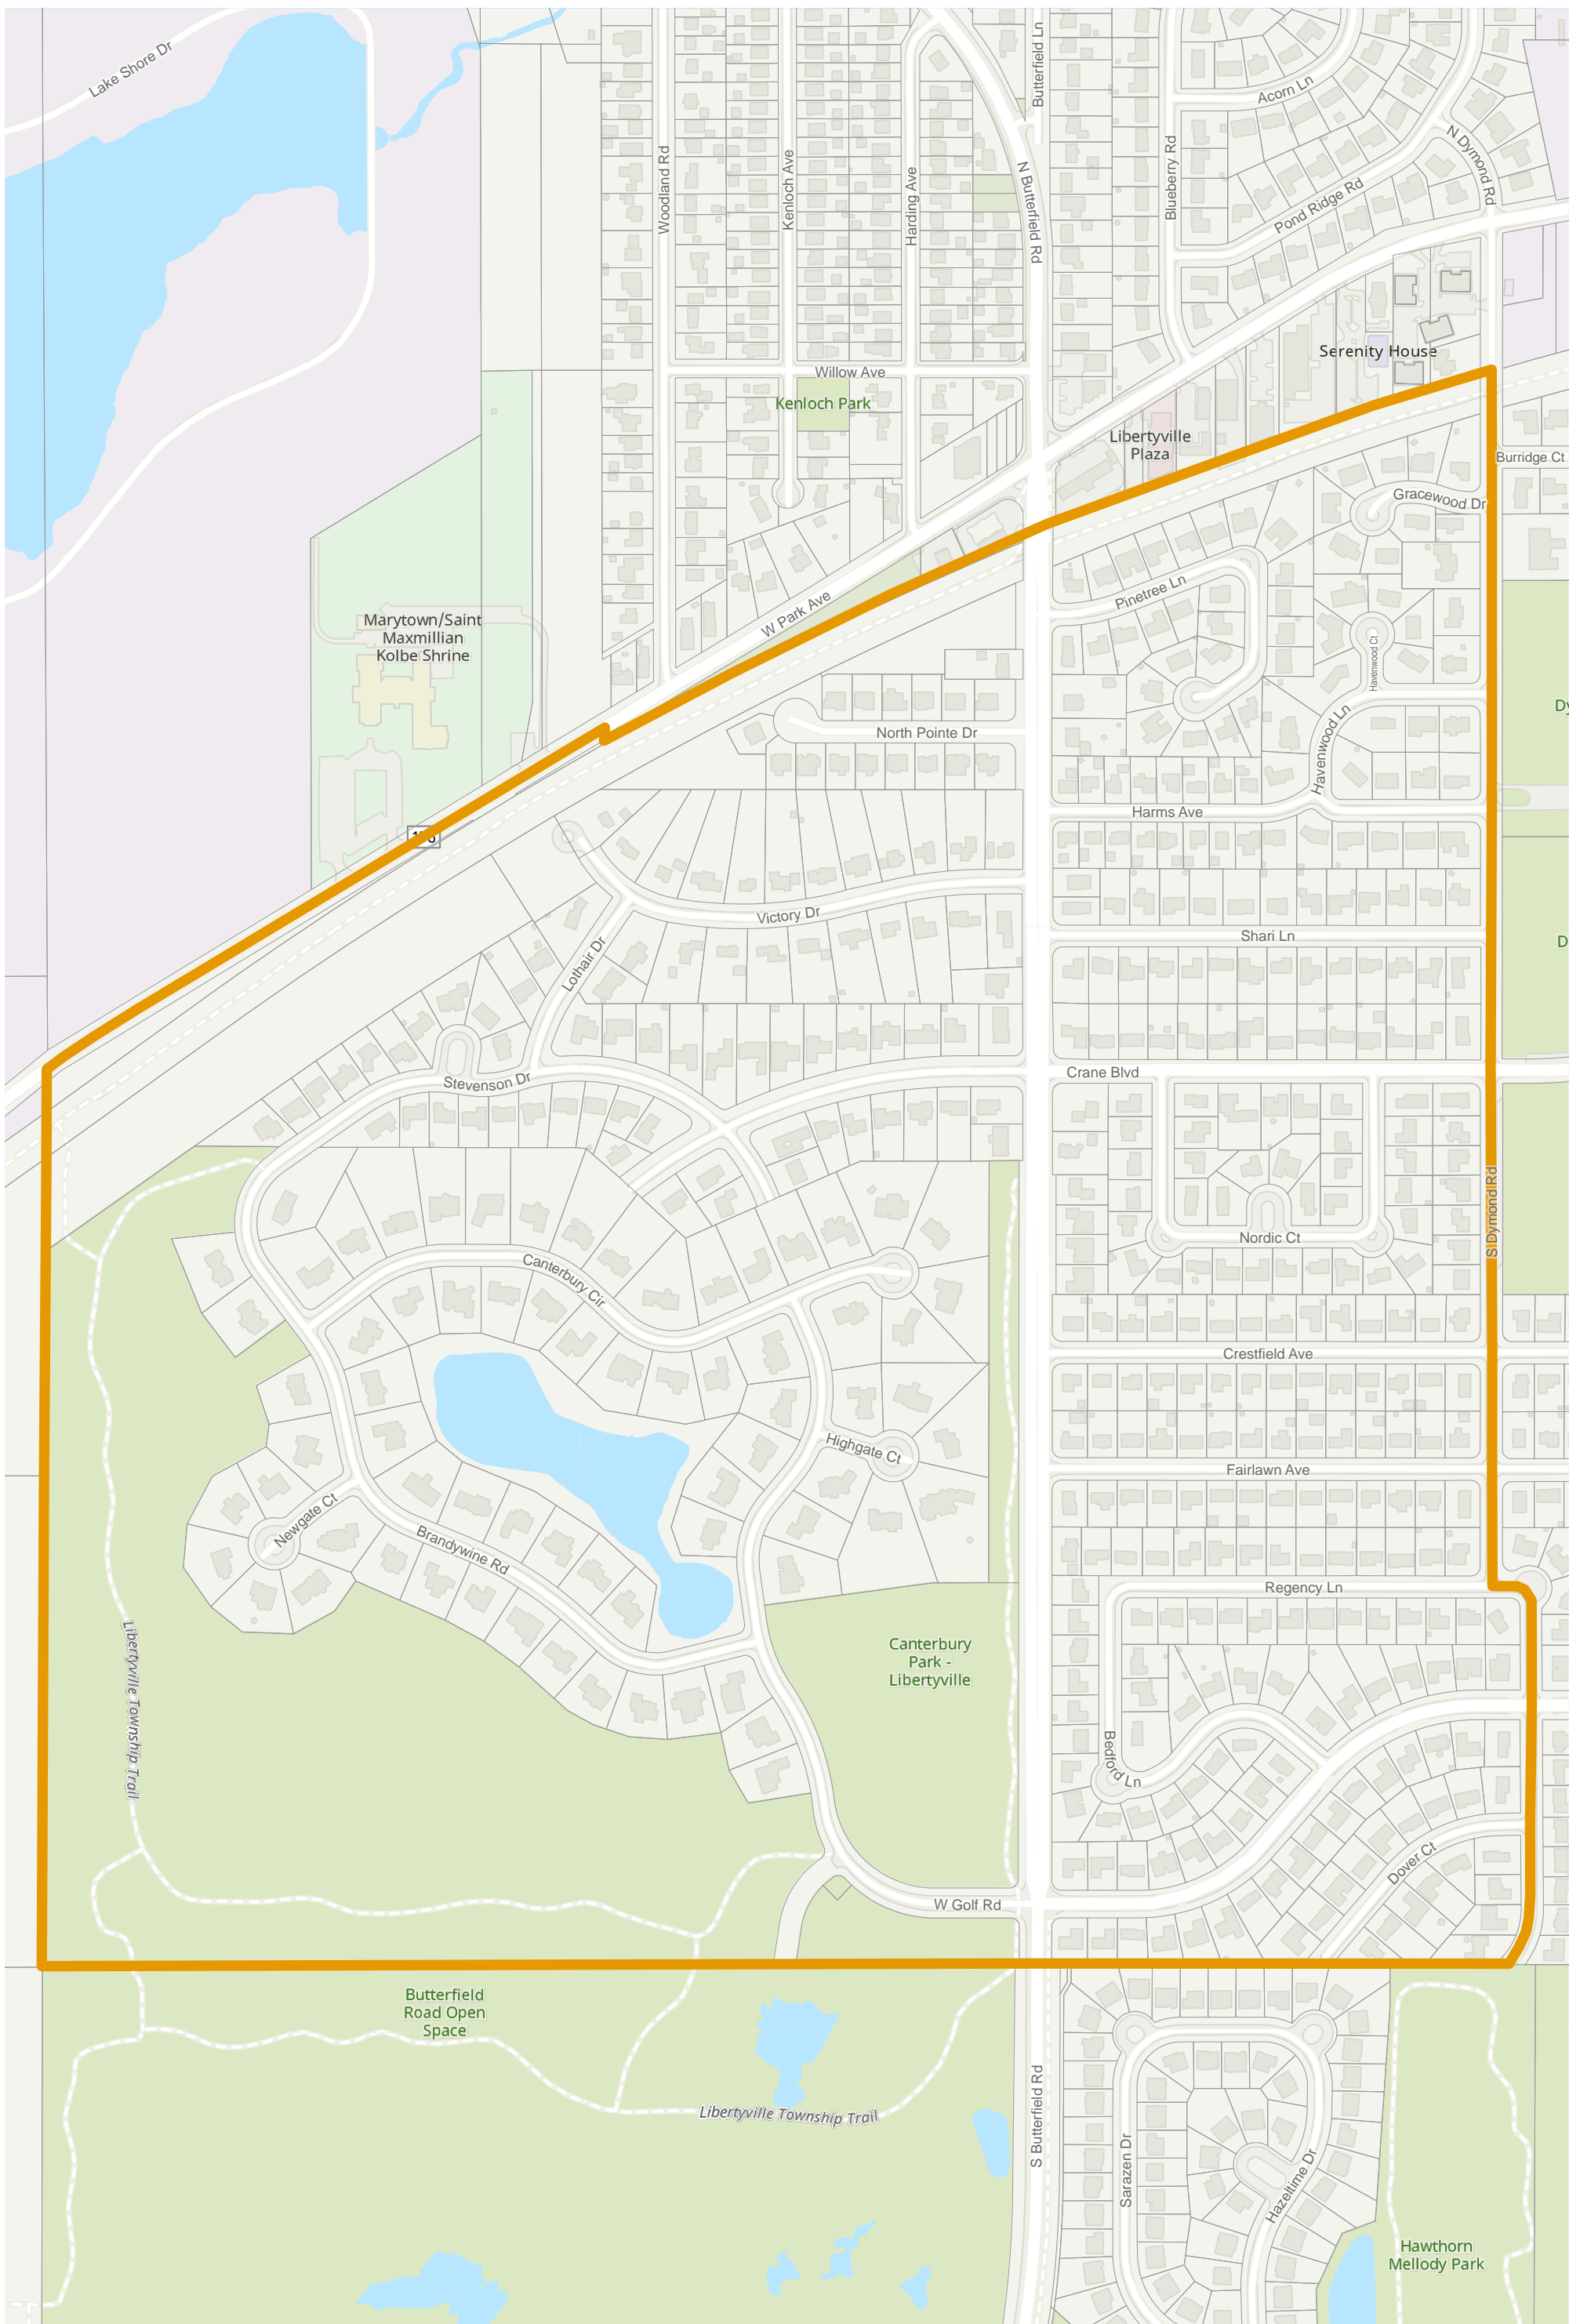 Lake Shore Dr
Butterfield Ln
Acorn Ln
N Dymond Rd
Woodland Rd
Kenloch Ave
Harding Ave
N Butterfield Rd
Blueberry Rd
Pond Ridge Rd
Serenity House
Willow Ave
Kenloch Park
Libertyville
Plaza
Burridge Ct
Gracewood Dr
Pinetree Ln
W Park Ave
Marytown/Saint
Maxmillian
Kolbe Shrine
Havenwood Ct
Dy
North Pointe Dr
Havenwood Ln
Harms Ave
Victory Dr
Shari Ln
D
Lothair Dr
Stevenson Dr
Crane Blvd
S Dymond Rd
Nordic Ct
Canterbury Cir
Crestfield Ave
Highgate Ct
Fairlawn Ave
Newgate Ct
Brandywine Rd
Regency Ln
Canterbury
Park -
Libertyville
Libertyville Township Trail
Bedford Ln
Dover Ct
W Golf Rd
Butterfield
Road Open
Space
Libertyville Township Trail
S Butterfield Rd
Sarazen Dr
Hazeltime Dr
Hawthorn
Mellody Park